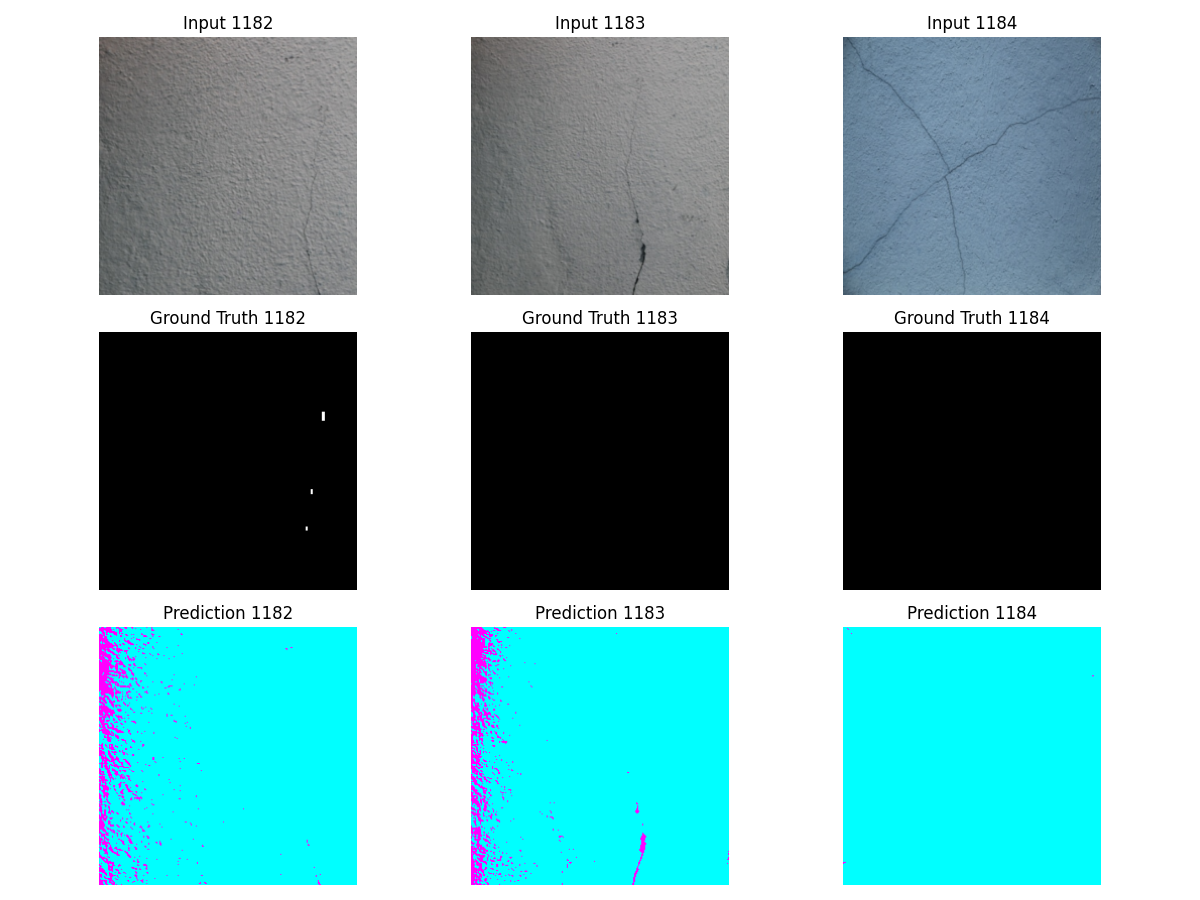 Input 1182
Input 1183
Input 1184
Ground Truth 1182
Ground Truth 1183
Ground Truth 1184
Prediction 1182
Prediction 1183
Prediction 1184